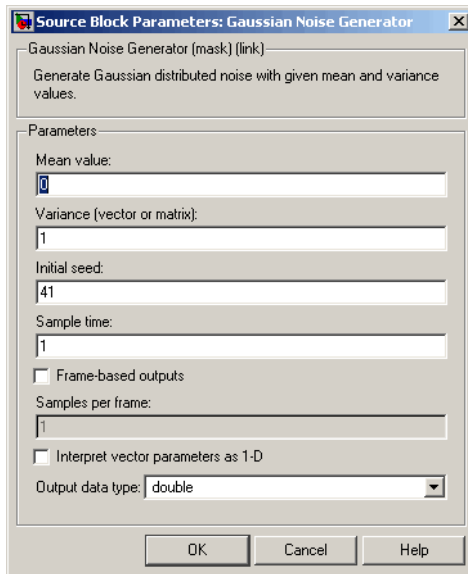 Source Block Parameters: Gaussian Noise Generator
Gaussian Noise Generator (mask) (link)
Generate Gaussian distributed noise with given mean and variance
values.
Parameters
Mean value:
0
Variance (vector or matrix):
1
Initial seed:
41
Sample time:
1
Frame-based outputs
Samples per frame:
1
Interpret vector parameters as 1-D
Output data type: double
OK Cancel Help